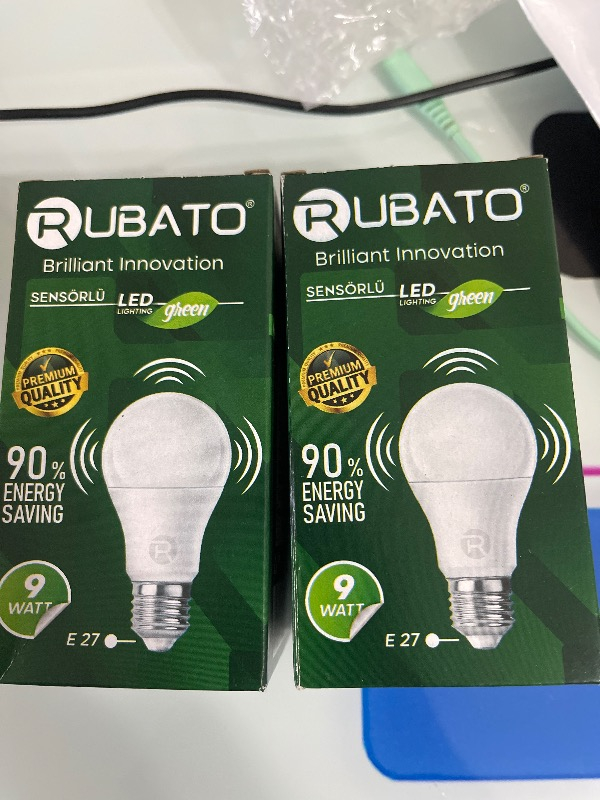 RUBATO®
Brilliant Innovation
SENSÖRLÜ LED LIGHTING green
PREMIUM QUALITY
90% ENERGY SAVING
9 WATT
R
E 27
RUBATO®
Brilliant Innovation
SENSÖRLÜ LED LIGHTING green
PREMIUM QUALITY
90% ENERGY SAVING
9 WATT
R
E 27